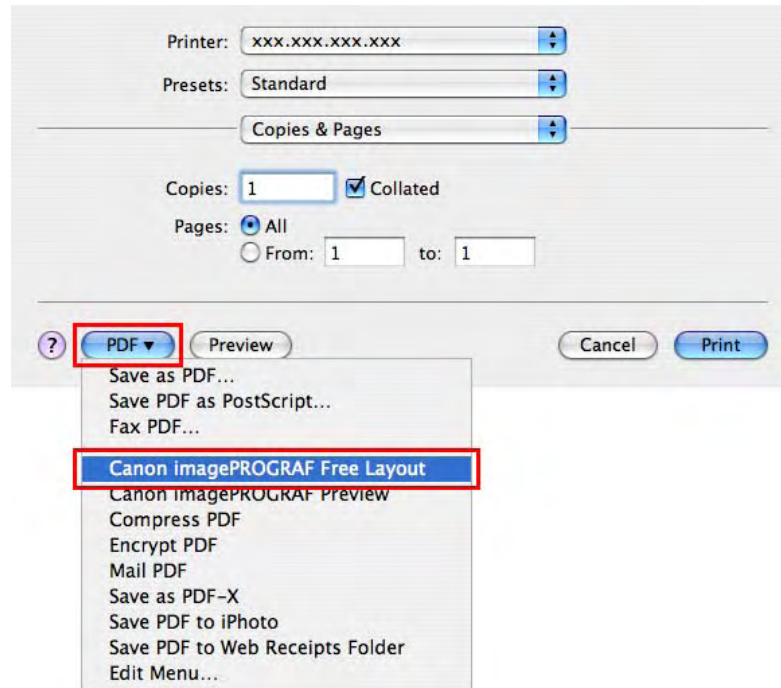 Printer: xxx.xxx.xxx.xxx
Presets: Standard
Copies & Pages
Copies: 1 Collated
Pages: All
From: 1 to: 1
? PDF Preview Cancel Print
Save as PDF...
Save PDF as PostScript...
Fax PDF...
Canon imagePROGRAF Free Layout
Canon imagePROGRAF Preview
Compress PDF
Encrypt PDF
Mail PDF
Save as PDF-X
Save PDF to iPhoto
Save PDF to Web Receipts Folder
Edit Menu...